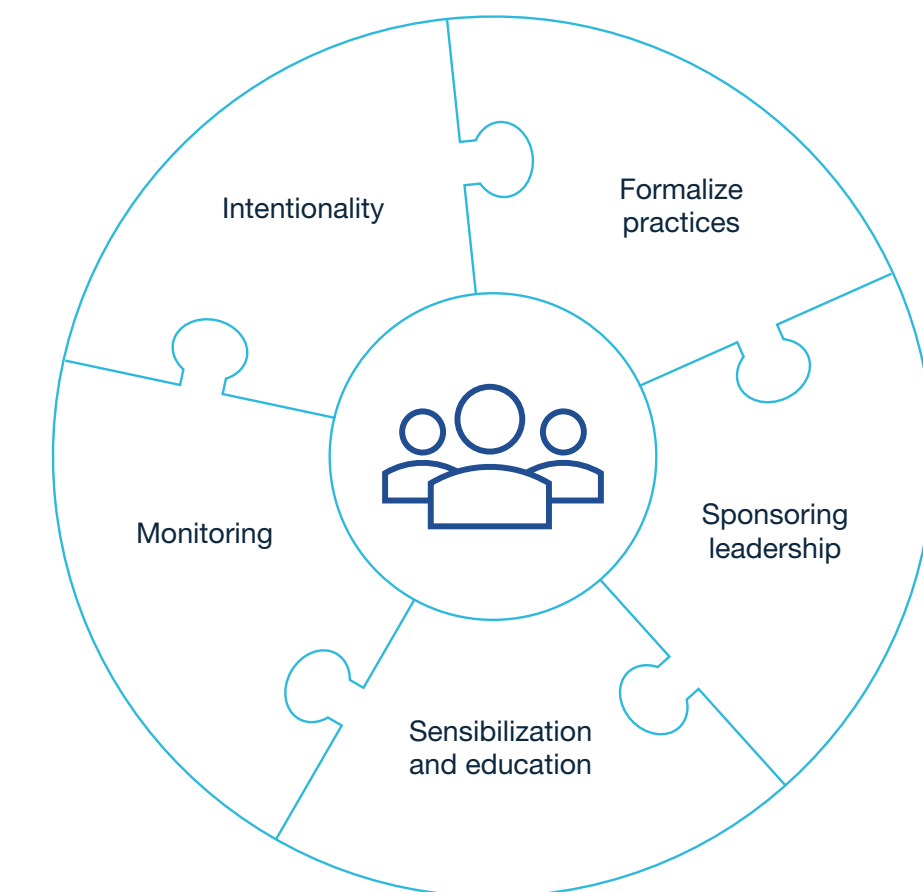 Intentionality
Formalize
practices
Sponsoring
leadership
Sensibilization
and education
Monitoring